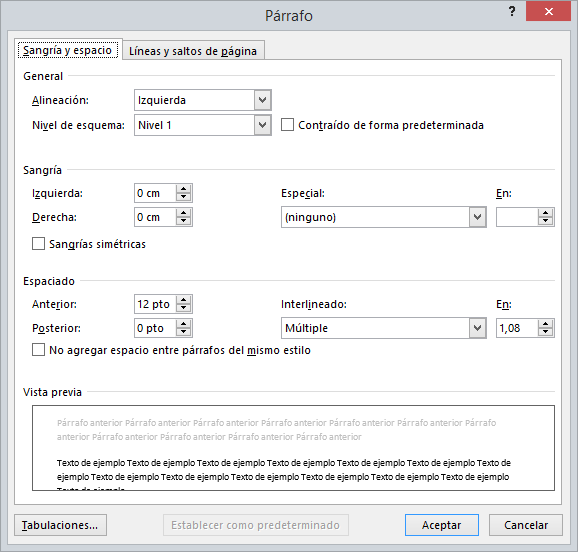 Párrafo
?
Sangría y espacio Líneas y saltos de página
General
Alineación: Izquierda
Nivel de esquema: Nivel 1 Contraído de forma predeterminada
Sangría
Izquierda: 0 cm Especial: En:
Derecha: 0 cm (ninguno)
Sangrías simétricas
Espaciado
Anterior: 12 pto Interlineado: En:
Posterior: 0 pto Múltiple 1,08
No agregar espacio entre párrafos del mismo estilo
Vista previa
Párrafo anterior Párrafo anterior Párrafo anterior Párrafo anterior Párrafo anterior Párrafo anterior Párrafo
anterior Párrafo anterior Párrafo anterior Párrafo anterior Párrafo anterior
Texto de ejemplo Texto de ejemplo Texto de ejemplo Texto de ejemplo Texto de ejemplo Texto de ejemplo Texto de
ejemplo Texto de ejemplo Texto de ejemplo Texto de ejemplo Texto de ejemplo Texto de ejemplo Texto de ejemplo
Texto de ejemplo
Tabulaciones... Establecer como predeterminado Aceptar Cancelar